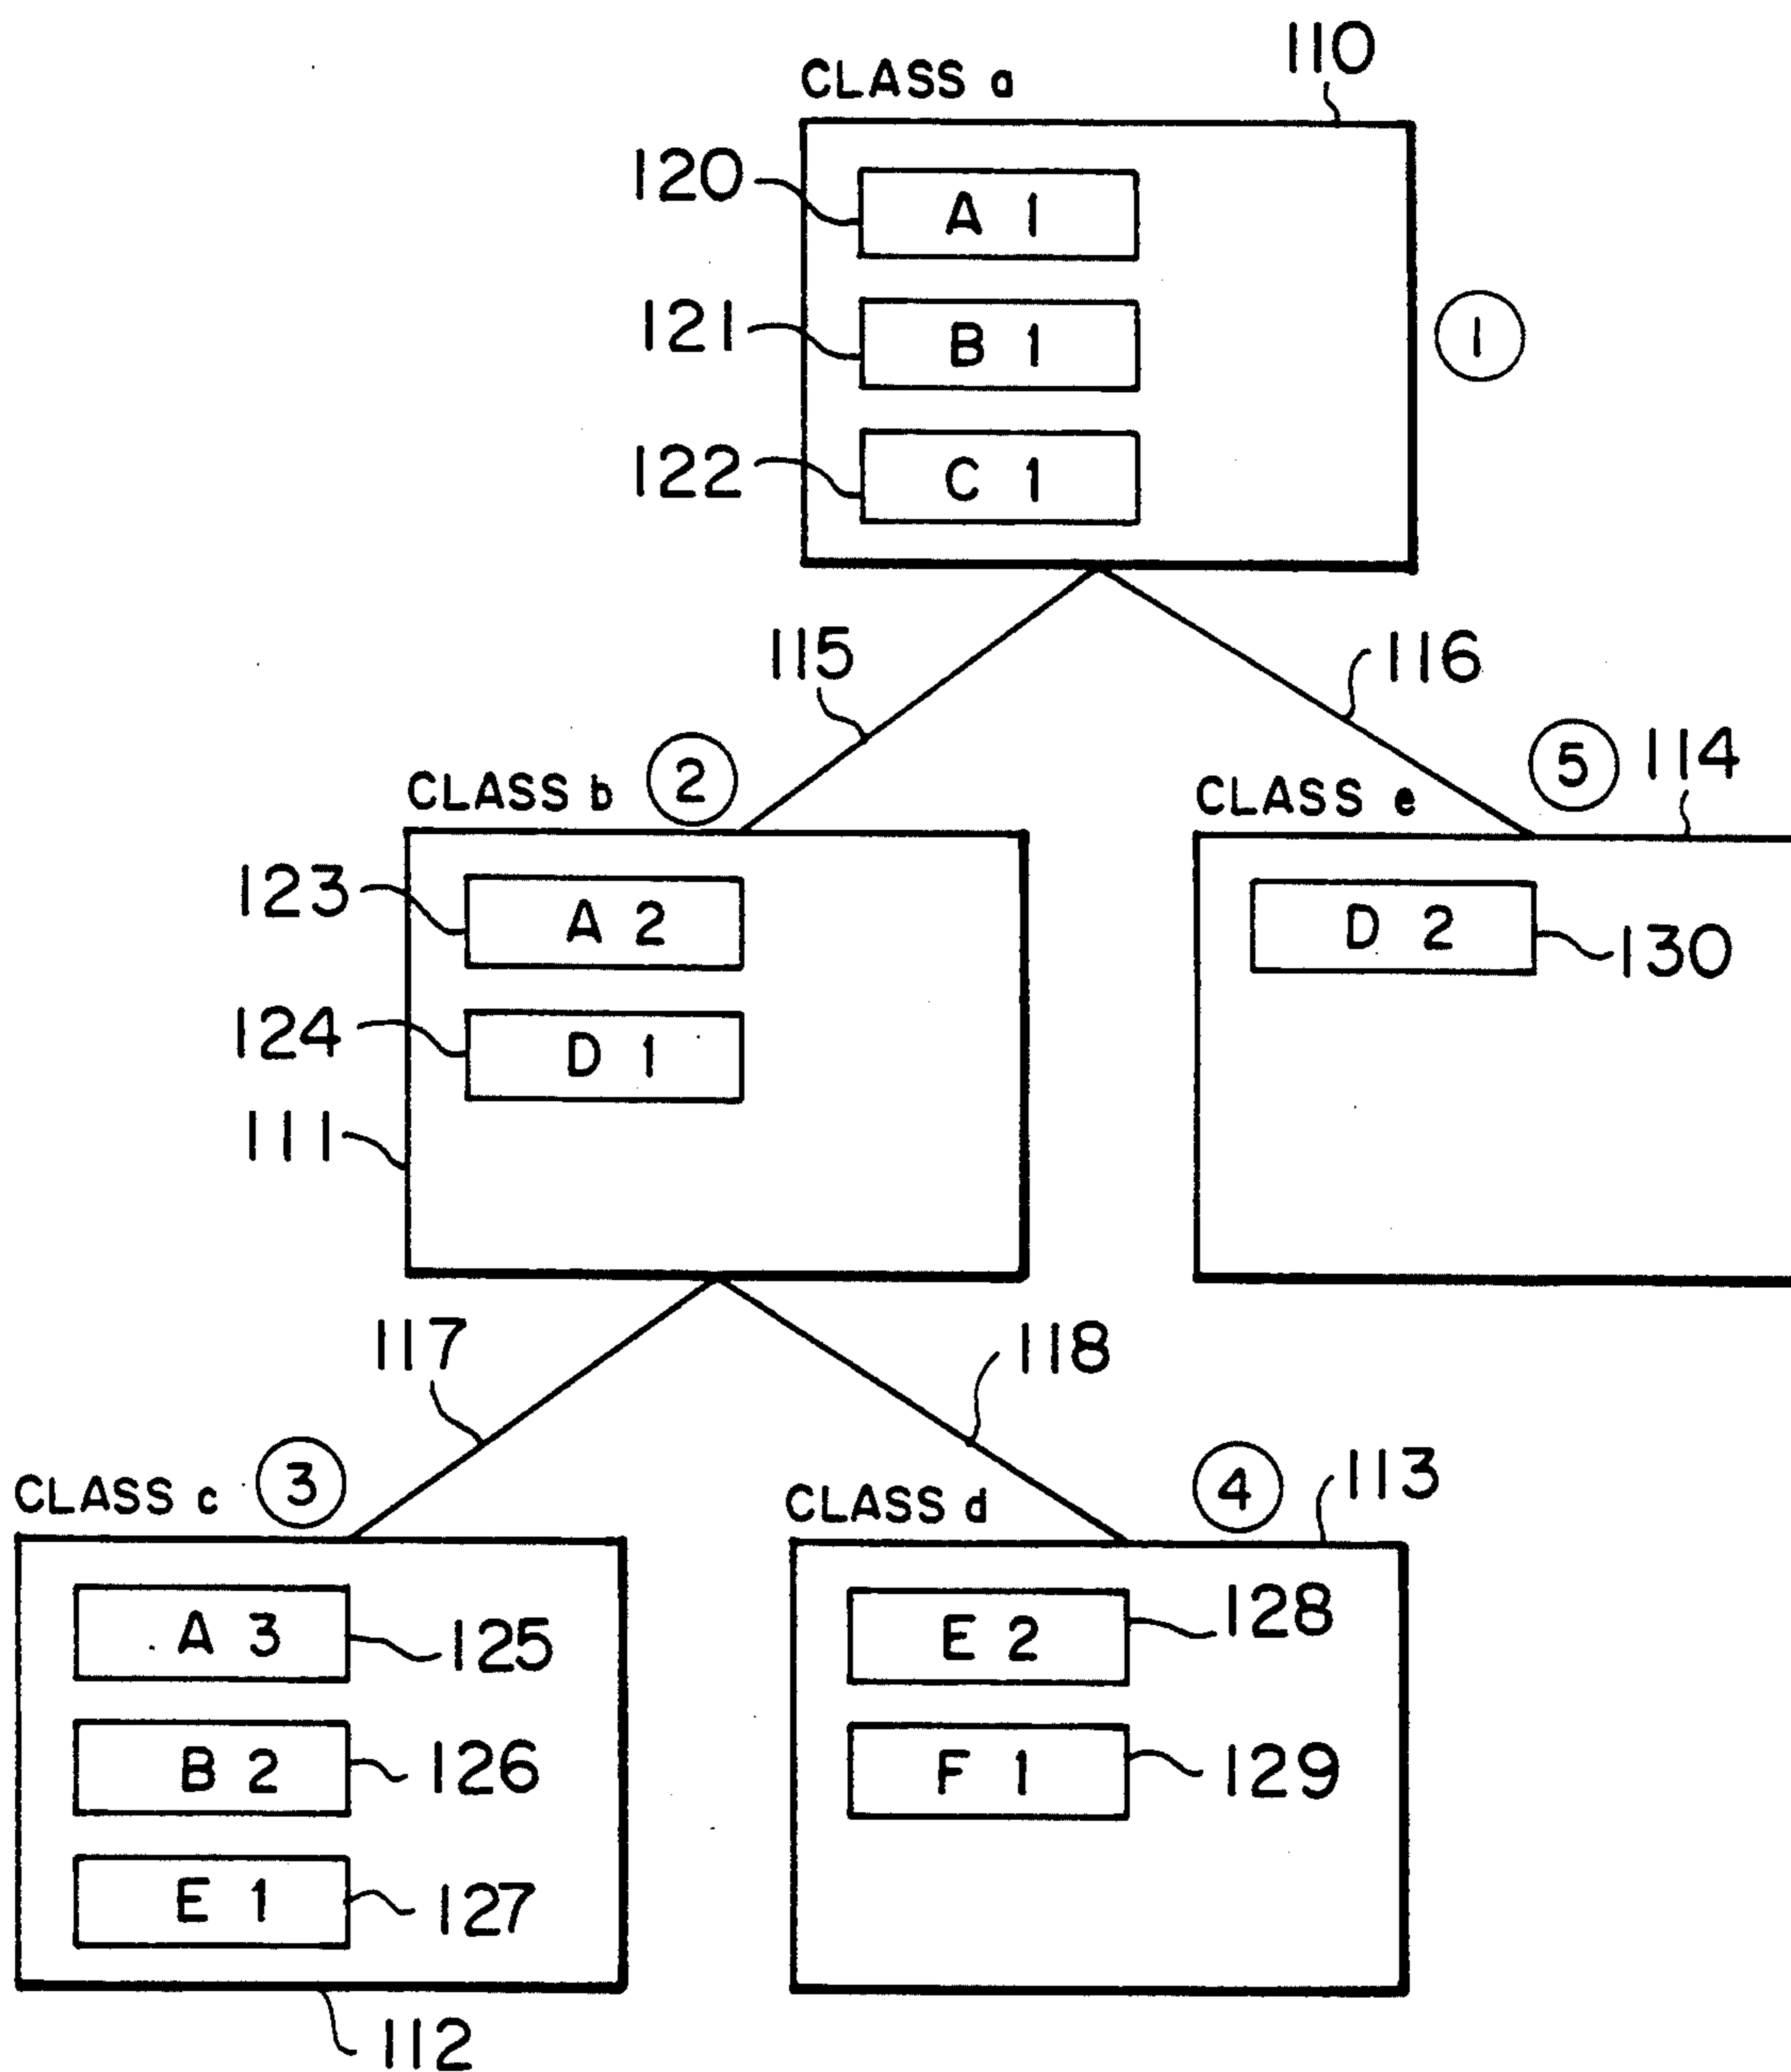 110
CLASS a
120
A 1
121
B 1
1
122
C 1
115
116
CLASS b
2
CLASS e
5
114
123
A 2
D 2
130
124
D 1
111
117
118
CLASS c
3
CLASS d
4
113
A 3
125
E 2
128
B 2
126
F 1
129
E 1
127
112